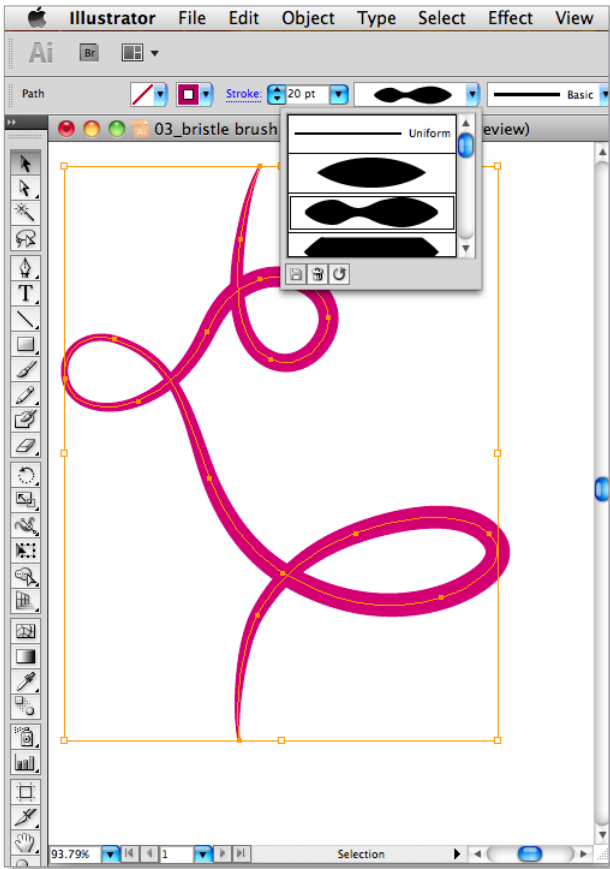 Illustrator File Edit Object Type Select Effect View
Ai Br
Path Stroke: 20 pt Basic
03_bristle brush eview)
Uniform
T
93.79% 1 Selection